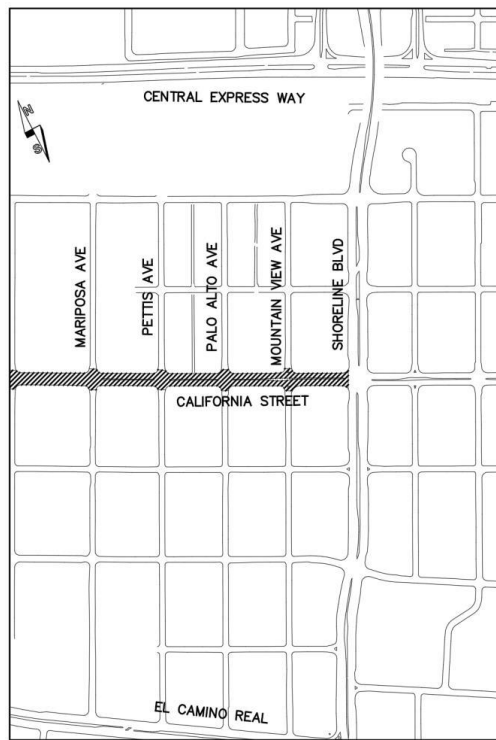 CENTRAL EXPRESS WAY
N
S
MARIPOSA AVE
PETTIS AVE
PALO ALTO AVE
MOUNTAIN VIEW AVE
SHORELINE BLVD
CALIFORNIA STREET
EL CAMINO REAL